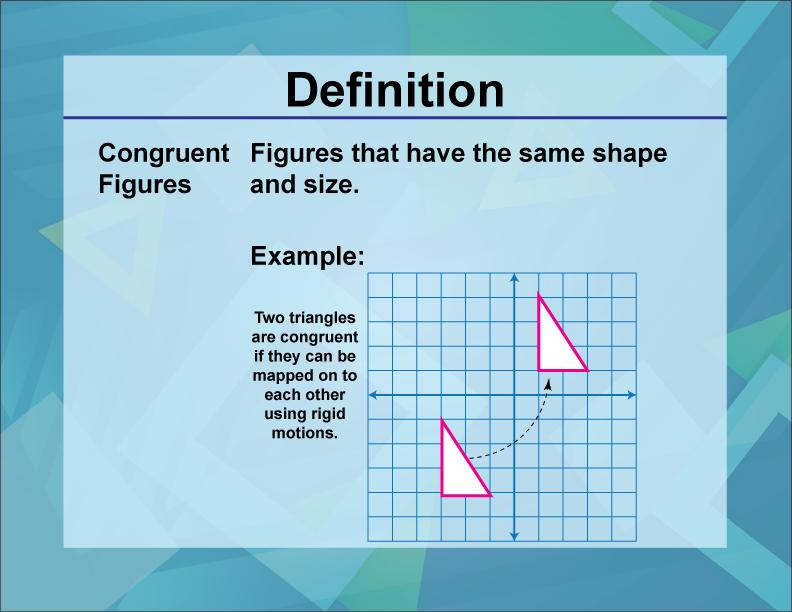 Definition
Congruent Figures that have the same shape
Figures and size.
Example:
Two triangles
are congruent
if they can be
mapped on to
each other
using rigid
motions.